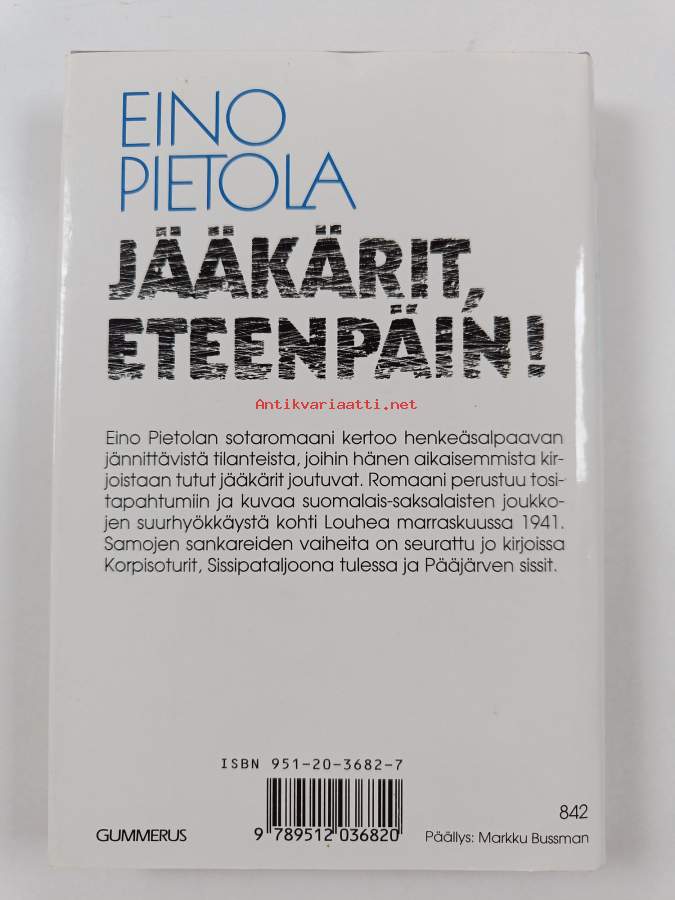 EINO
PIETOLA
JÄÄKÄRIT,
ETEENPÄIN!
Antikvariaatti.net
Eino Pietolan sotaromaani kertoo henkeäsalpaavan
jännittävistä tilanteista, joihin hänen aikaisemmista kir-
joistaan tutut jääkärit joutuvat. Romaani perustuu tosi-
tapahtumiin ja kuvaa suomalais-saksalaisten joukko-
jen suurhyökkäystä kohti Louhea marraskuussa 1941.
Samojen sankareiden vaiheita on seurattu jo kirjoissa
Korpisoturit, Sissipataljoona tulessa ja Pääjärven sissit.
ISBN 951-20-3682-7
842
GUMMERUS
9 789512 036820
Päällys: Markku Bussman